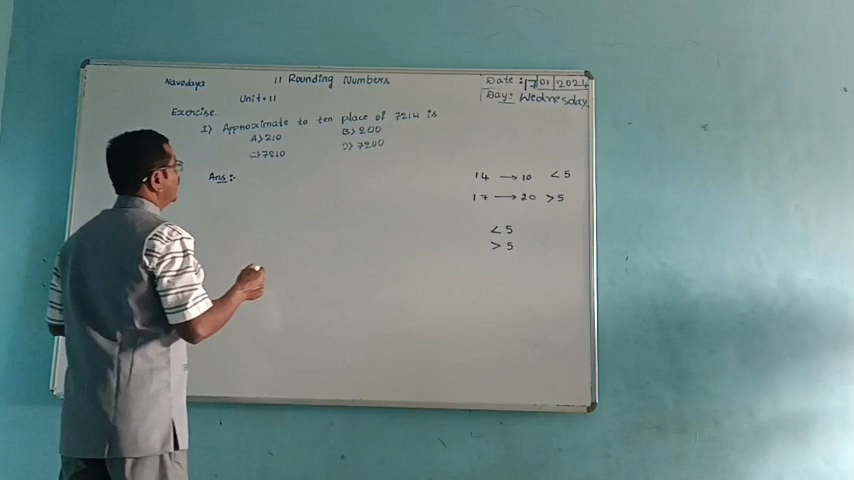 Navodaya 11 Rounding Numbers
Date: 17 01 2024
Day: Wednesday
Unit: 11
Exercise.
1) Approximate to ten place of 7214 is
A) 210 B) 200
C) 7210 D) 7200
Ans:-
14 → 10 < 5
17 → 20 > 5
< 5
> 5